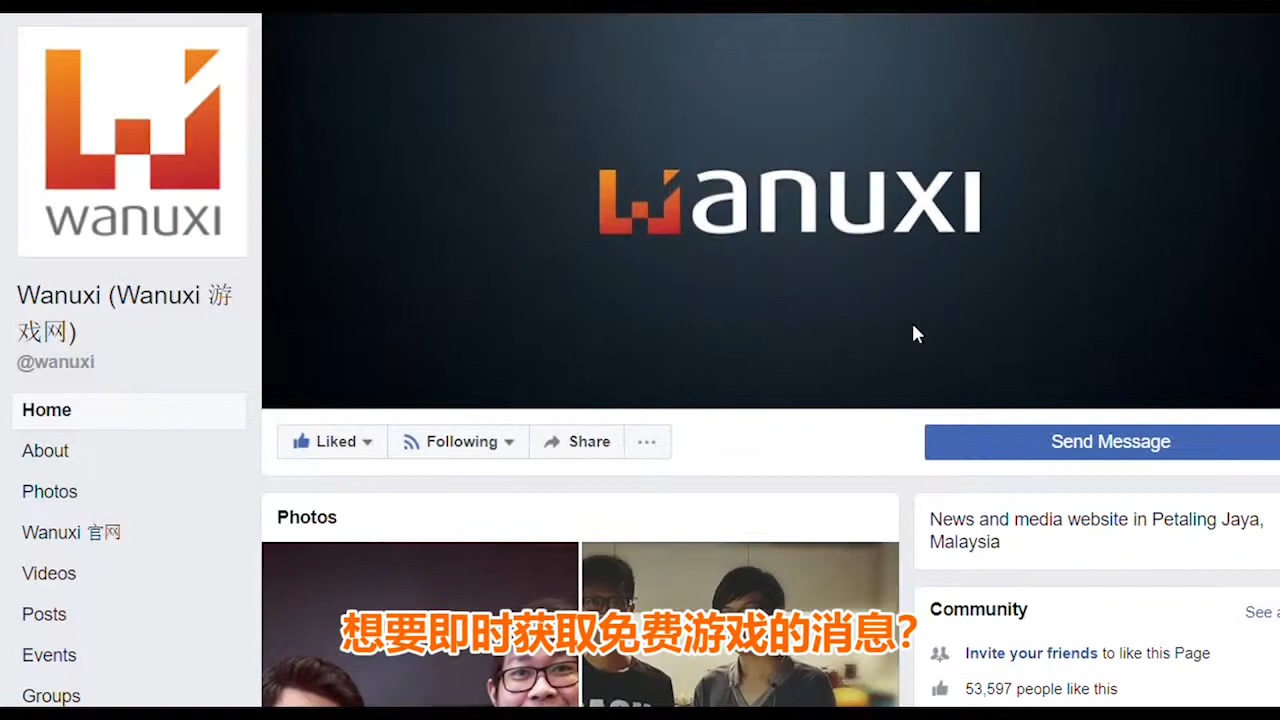 wanuxi
Wanuxi (Wanuxi 游
戏网)
@wanuxi
Home
About
Photos
Wanuxi 官网
Videos
Posts
Events
Groups
wanuxi
Liked
Following
Share
...
Send Message
Photos
News and media website in Petaling Jaya,
Malaysia
Community
See a
Invite your friends to like this Page
53,597 people like this
想要即时获取免费游戏的消息?